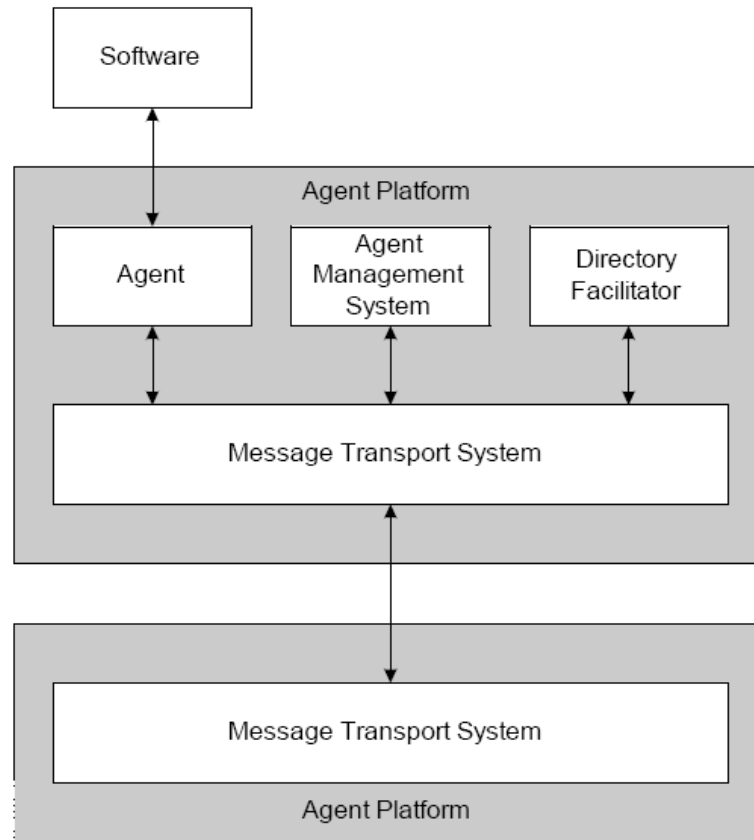 Software
Agent Platform
Agent
Agent
Management
System
Directory
Facilitator
Message Transport System
Message Transport System
Agent Platform